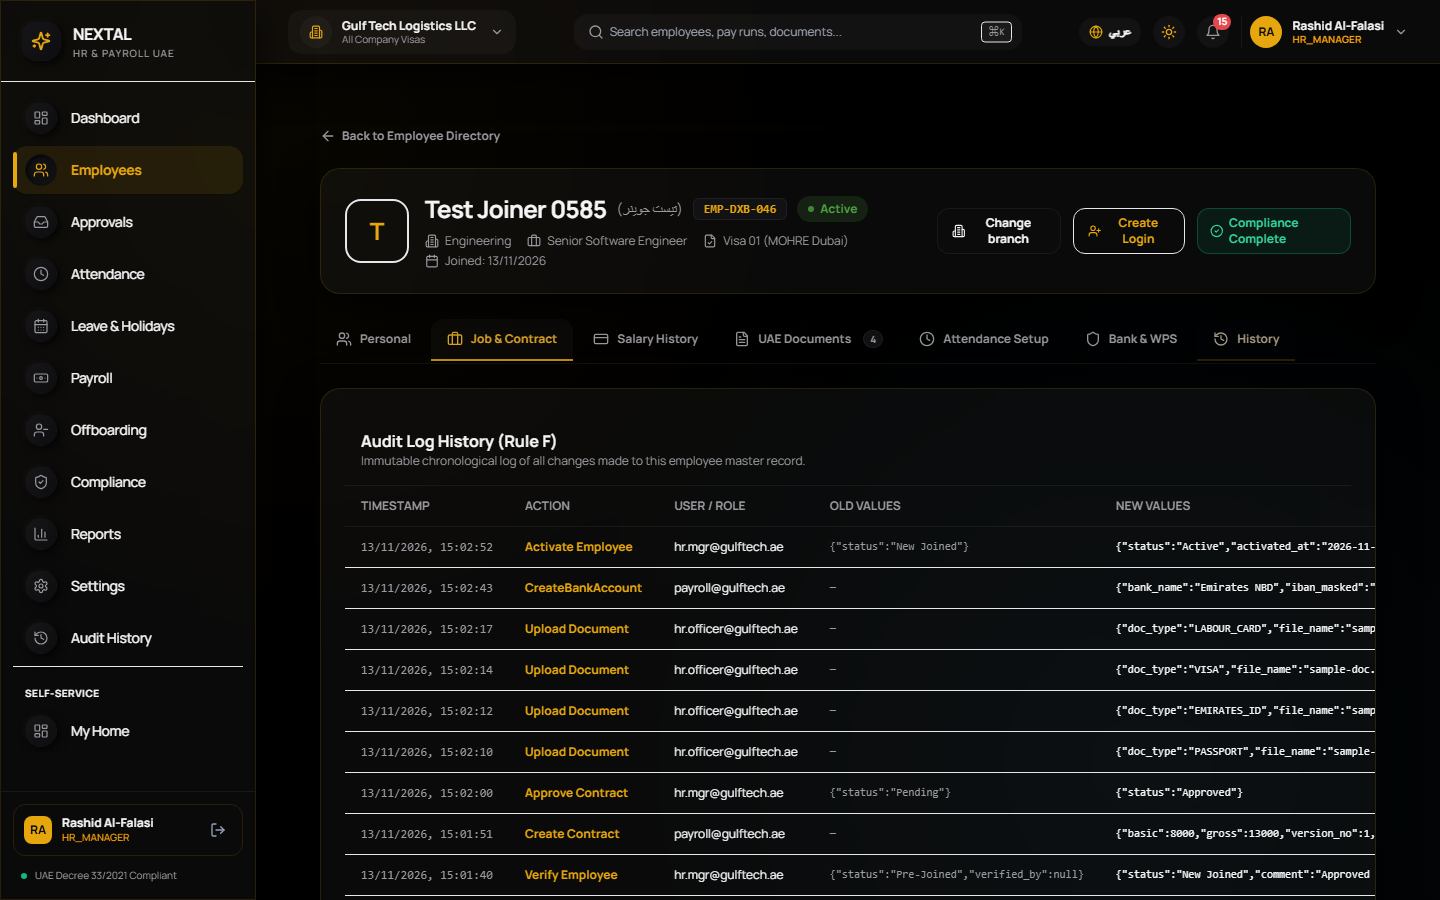 NEXTAL
HR & PAYROLL UAE
Gulf Tech Logistics LLC
All Company Visas
Search employees, pay runs, documents...
⌘K
عربي
15
RA
Rashid Al-Falasi
HR_MANAGER
Dashboard
Employees
Approvals
Attendance
Leave & Holidays
Payroll
Offboarding
Compliance
Reports
Settings
Audit History
SELF-SERVICE
My Home
RA
Rashid Al-Falasi
HR_MANAGER
UAE Decree 33/2021 Compliant
Back to Employee Directory
T
Test Joiner 0585 (تيست جوينر) EMP-DXB-046 Active
Engineering Senior Software Engineer Visa 01 (MOHRE Dubai)
Joined: 13/11/2026
Change branch
Create Login
Compliance Complete
Personal Job & Contract Salary History UAE Documents 4 Attendance Setup Bank & WPS History
Audit Log History (Rule F)
Immutable chronological log of all changes made to this employee master record.
TIMESTAMP ACTION USER / ROLE OLD VALUES NEW VALUES
13/11/2026, 15:02:52 Activate Employee hr.mgr@gulftech.ae {"status":"New Joined"} {"status":"Active","activated_at":"2026-11-
13/11/2026, 15:02:43 CreateBankAccount payroll@gulftech.ae — {"bank_name":"Emirates NBD","iban_masked":"
13/11/2026, 15:02:17 Upload Document hr.officer@gulftech.ae — {"doc_type":"LABOUR_CARD","file_name":"samp
13/11/2026, 15:02:14 Upload Document hr.officer@gulftech.ae — {"doc_type":"VISA","file_name":"sample-doc.
13/11/2026, 15:02:12 Upload Document hr.officer@gulftech.ae — {"doc_type":"EMIRATES_ID","file_name":"samp
13/11/2026, 15:02:10 Upload Document hr.officer@gulftech.ae — {"doc_type":"PASSPORT","file_name":"sample-
13/11/2026, 15:02:00 Approve Contract hr.mgr@gulftech.ae {"status":"Pending"} {"status":"Approved"}
13/11/2026, 15:01:51 Create Contract payroll@gulftech.ae — {"basic":8000,"gross":13000,"version_no":1,
13/11/2026, 15:01:40 Verify Employee hr.mgr@gulftech.ae {"status":"Pre-Joined","verified_by":null} {"status":"New Joined","comment":"Approved